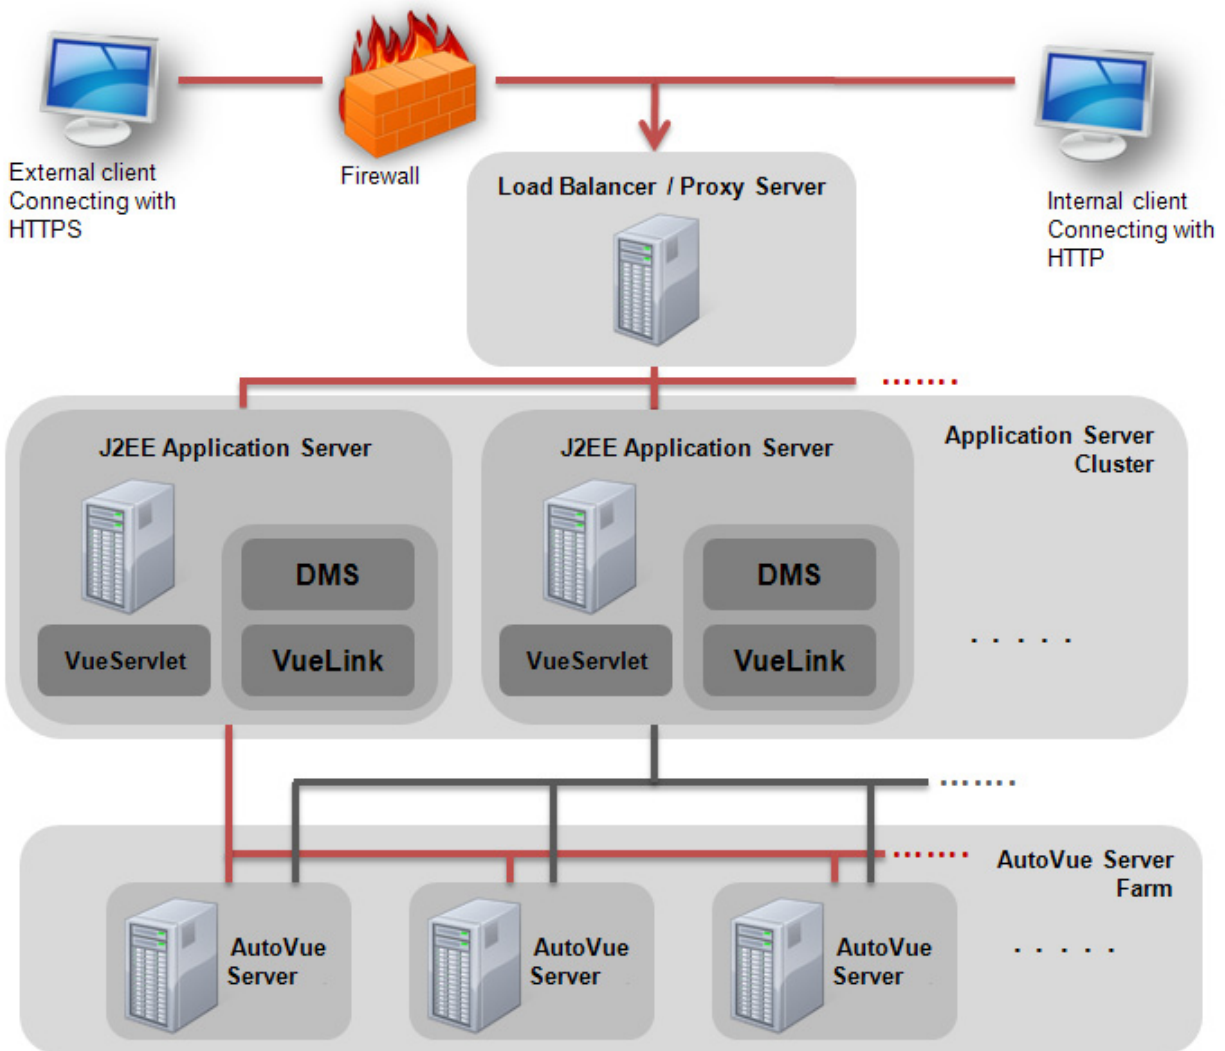 External client
Connecting with
HTTPS
Firewall
Load Balancer / Proxy Server
Internal client
Connecting with
HTTP
.......
J2EE Application Server
DMS
VueServlet
VueLink
J2EE Application Server
DMS
VueServlet
VueLink
Application Server
Cluster
. . . . .
.......
.......
AutoVue Server
Farm
AutoVue
Server
AutoVue
Server
AutoVue
Server
. . . . .